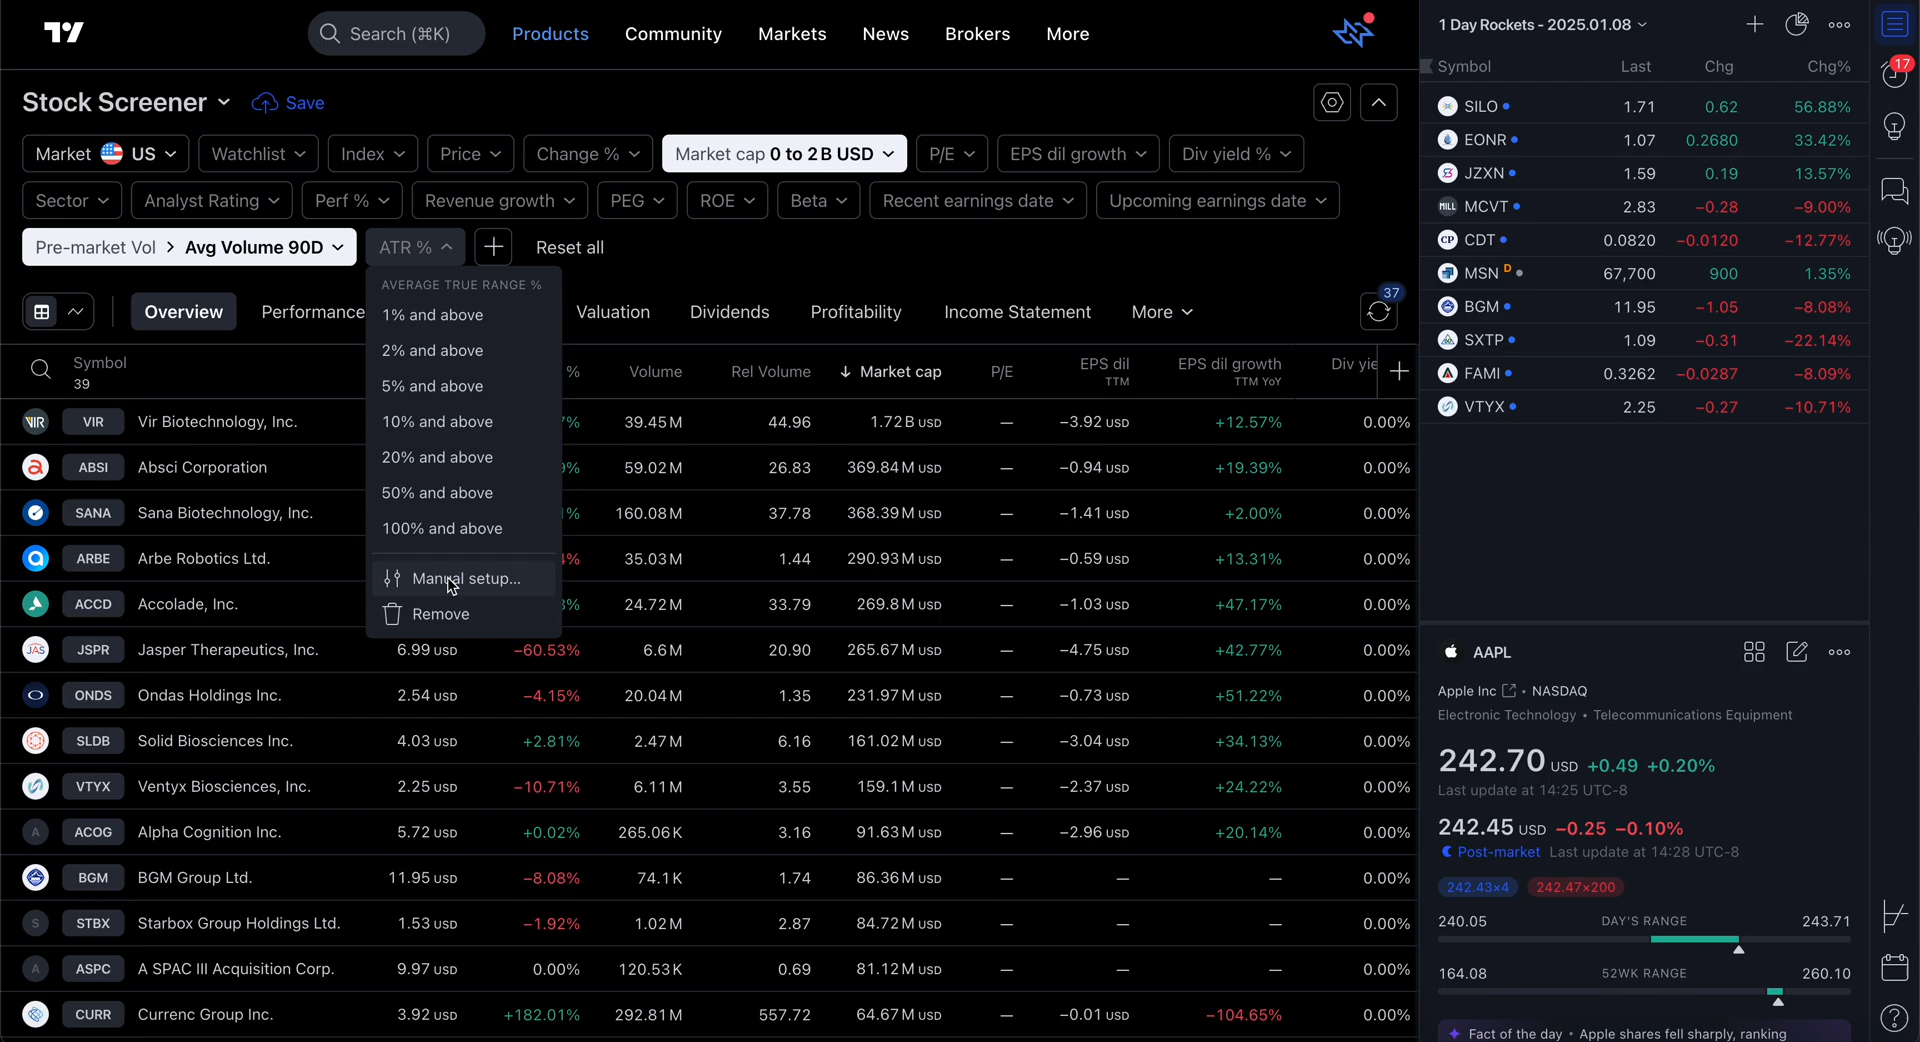 Search (⌘K)
Products
Community
Markets
News
Brokers
More
Stock Screener
Save
Market US
Watchlist
Index
Price
Change %
Market cap 0 to 2B USD
P/E
EPS dil growth
Div yield %
Sector
Analyst Rating
Perf %
Revenue growth
PEG
ROE
Beta
Recent earnings date
Upcoming earnings date
Pre-market Vol > Avg Volume 90D
ATR %
Reset all
AVERAGE TRUE RANGE %
1% and above
2% and above
5% and above
10% and above
20% and above
50% and above
100% and above
Manual setup...
Remove
Overview
Performance
Valuation
Dividends
Profitability
Income Statement
More
37
Symbol
39
%
Volume
Rel Volume
↓ Market cap
P/E
EPS dil
TTM
EPS dil growth
TTM YoY
Div yie
VIR Vir Biotechnology, Inc. 7% 39.45 M 44.96 1.72 B USD — −3.92 USD +12.57% 0.00%
ABSI Absci Corporation 9% 59.02 M 26.83 369.84 M USD — −0.94 USD +19.39% 0.00%
SANA Sana Biotechnology, Inc. 1% 160.08 M 37.78 368.39 M USD — −1.41 USD +2.00% 0.00%
ARBE Arbe Robotics Ltd. 4% 35.03 M 1.44 290.93 M USD — −0.59 USD +13.31% 0.00%
ACCD Accolade, Inc. % 24.72 M 33.79 269.8 M USD — −1.03 USD +47.17% 0.00%
JSPR Jasper Therapeutics, Inc. 6.99 USD −60.53% 6.6 M 20.90 265.67 M USD — −4.75 USD +42.77% 0.00%
ONDS Ondas Holdings Inc. 2.54 USD −4.15% 20.04 M 1.35 231.97 M USD — −0.73 USD +51.22% 0.00%
SLDB Solid Biosciences Inc. 4.03 USD +2.81% 2.47 M 6.16 161.02 M USD — −3.04 USD +34.13% 0.00%
VTYX Ventyx Biosciences, Inc. 2.25 USD −10.71% 6.11 M 3.55 159.1 M USD — −2.37 USD +24.22% 0.00%
A ACOG Alpha Cognition Inc. 5.72 USD +0.02% 265.06 K 3.16 91.63 M USD — −2.96 USD +20.14% 0.00%
BGM BGM Group Ltd. 11.95 USD −8.08% 74.1 K 1.74 86.36 M USD — — — 0.00%
S STBX Starbox Group Holdings Ltd. 1.53 USD −1.92% 1.02 M 2.87 84.72 M USD — — — 0.00%
A ASPC A SPAC III Acquisition Corp. 9.97 USD 0.00% 120.53 K 0.69 81.12 M USD — — — 0.00%
CURR Currenc Group Inc. 3.92 USD +182.01% 292.81 M 557.72 64.67 M USD — −0.01 USD −104.65% 0.00%
1 Day Rockets - 2025.01.08
17
Symbol Last Chg Chg%
SILO 1.71 0.62 56.88%
EONR 1.07 0.2680 33.42%
JZXN 1.59 0.19 13.57%
MILL MCVT 2.83 −0.28 −9.00%
CP CDT 0.0820 −0.0120 −12.77%
MSN D 67,700 900 1.35%
BGM 11.95 −1.05 −8.08%
SXTP 1.09 −0.31 −22.14%
FAMI 0.3262 −0.0287 −8.09%
VTYX 2.25 −0.27 −10.71%
AAPL
Apple Inc • NASDAQ
Electronic Technology • Telecommunications Equipment
242.70 USD +0.49 +0.20%
Last update at 14:25 UTC-8
242.45 USD −0.25 −0.10%
Post-market Last update at 14:28 UTC-8
242.43×4 242.47×200
240.05 DAY'S RANGE 243.71
164.08 52WK RANGE 260.10
Fact of the day • Apple shares fell sharply, ranking